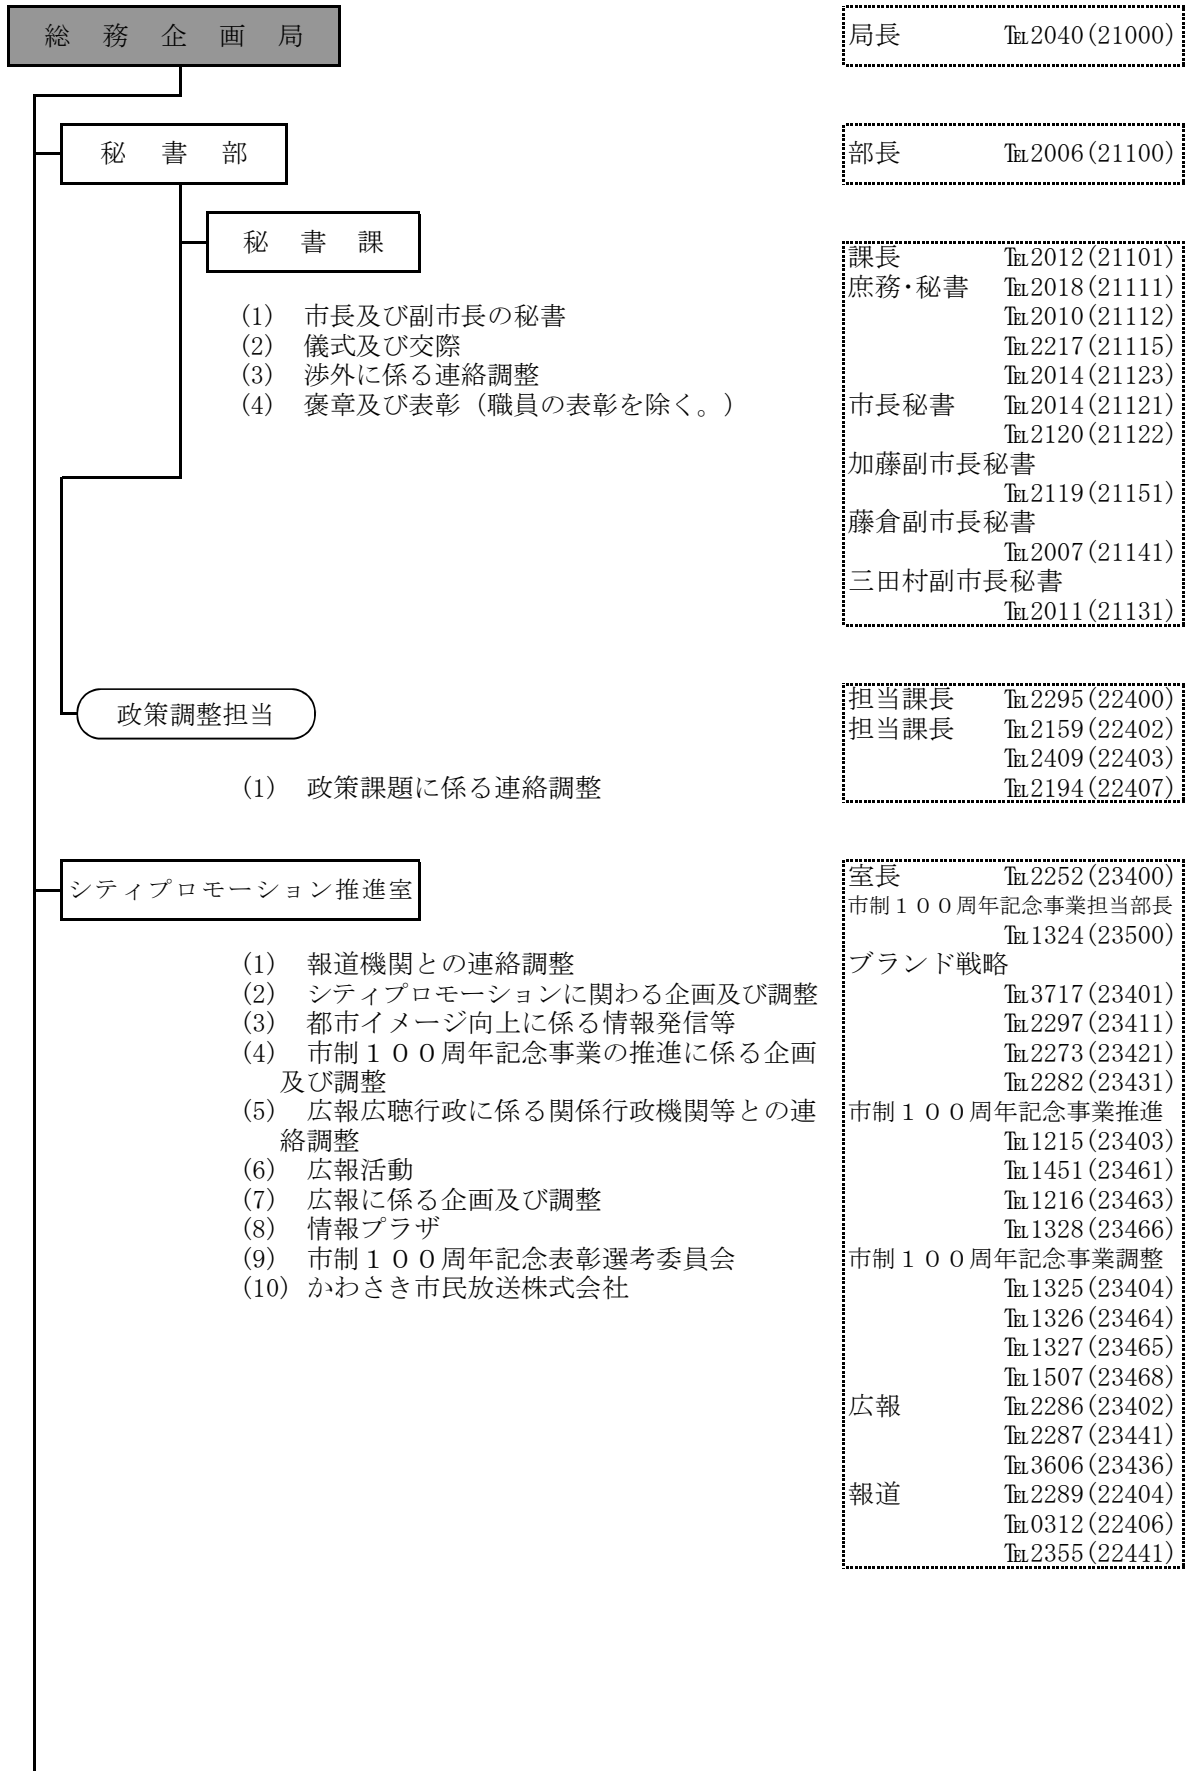 総務企画局
局長 ℡2040(21000)
秘書部
部長 ℡2006(21100)
秘書課
(1) 市長及び副市長の秘書
(2) 儀式及び交際
(3) 渉外に係る連絡調整
(4) 褒章及び表彰（職員の表彰を除く。）
課長 ℡2012(21101)
庶務･秘書 ℡2018(21111)
℡2010(21112)
℡2217(21115)
℡2014(21123)
市長秘書 ℡2014(21121)
℡2120(21122)
加藤副市長秘書
℡2119(21151)
藤倉副市長秘書
℡2007(21141)
三田村副市長秘書
℡2011(21131)
政策調整担当
(1) 政策課題に係る連絡調整
担当課長 ℡2295(22400)
担当課長 ℡2159(22402)
℡2409(22403)
℡2194(22407)
シティプロモーション推進室
(1) 報道機関との連絡調整
(2) シティプロモーションに関わる企画及び調整
(3) 都市イメージ向上に係る情報発信等
(4) 市制１００周年記念事業の推進に係る企画
及び調整
(5) 広報広聴行政に係る関係行政機関等との連
絡調整
(6) 広報活動
(7) 広報に係る企画及び調整
(8) 情報プラザ
(9) 市制１００周年記念表彰選考委員会
(10) かわさき市民放送株式会社
室長 ℡2252(23400)
市制１００周年記念事業担当部長
℡1324(23500)
ブランド戦略
℡3717(23401)
℡2297(23411)
℡2273(23421)
℡2282(23431)
市制１００周年記念事業推進
℡1215(23403)
℡1451(23461)
℡1216(23463)
℡1328(23466)
市制１００周年記念事業調整
℡1325(23404)
℡1326(23464)
℡1327(23465)
℡1507(23468)
広報 ℡2286(23402)
℡2287(23441)
℡3606(23436)
報道 ℡2289(22404)
℡0312(22406)
℡2355(22441)